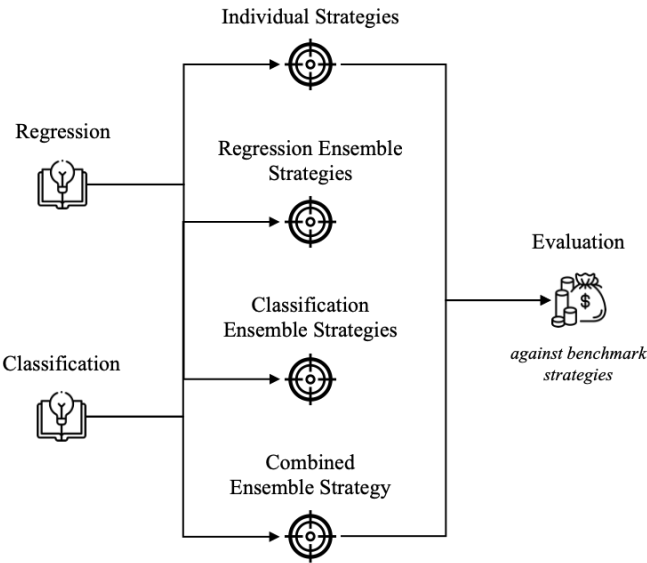 Individual Strategies
Regression
Regression Ensemble
Strategies
Evaluation
$
against benchmark
strategies
Classification
Ensemble Strategies
Classification
Combined
Ensemble Strategy